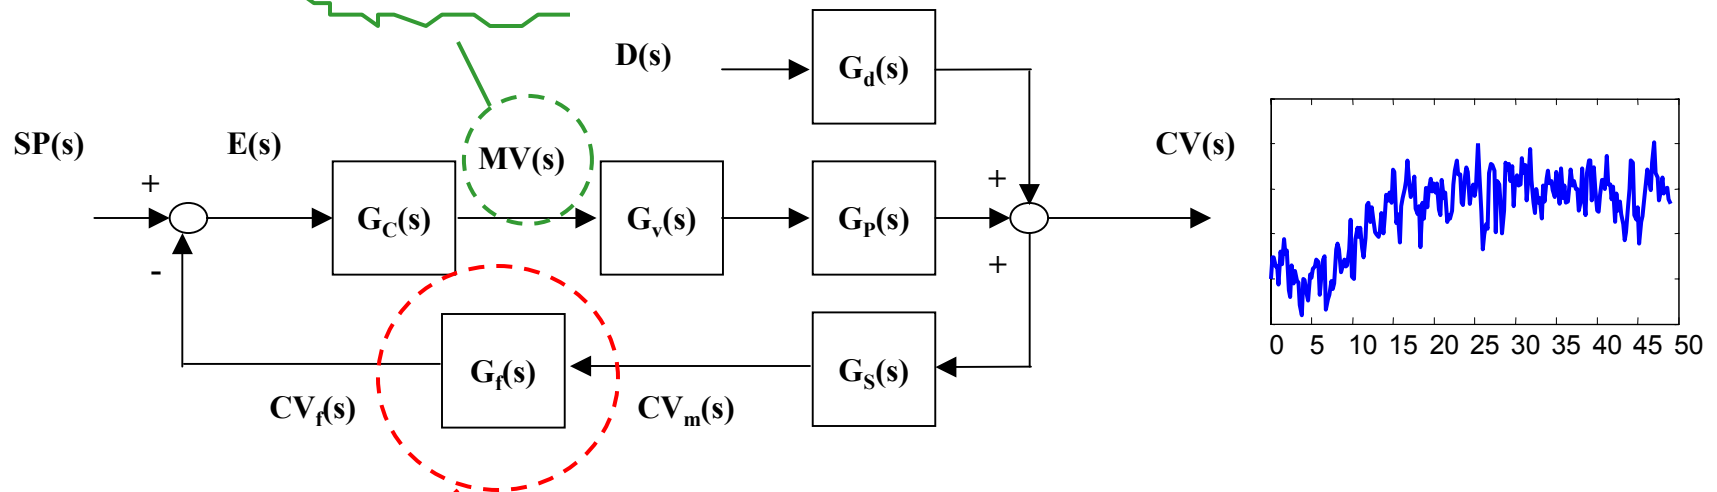 D(s)
G_d(s)
SP(s)
E(s)
MV(s)
CV(s)
+
+
G_C(s)
G_v(s)
G_P(s)
-
+
G_f(s)
G_S(s)
CV_f(s)
CV_m(s)
0 5 10 15 20 25 30 35 40 45 50